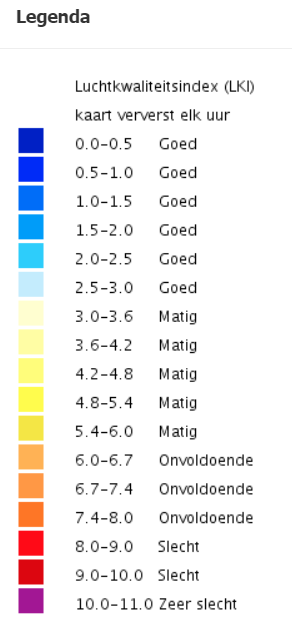 Legenda
Luchtkwaliteitsindex (LKI)
kaart ververst elk uur
0.0-0.5 Goed
0.5-1.0 Goed
1.0-1.5 Goed
1.5-2.0 Goed
2.0-2.5 Goed
2.5-3.0 Goed
3.0-3.6 Matig
3.6-4.2 Matig
4.2-4.8 Matig
4.8-5.4 Matig
5.4-6.0 Matig
6.0-6.7 Onvoldoende
6.7-7.4 Onvoldoende
7.4-8.0 Onvoldoende
8.0-9.0 Slecht
9.0-10.0 Slecht
10.0-11.0 Zeer slecht